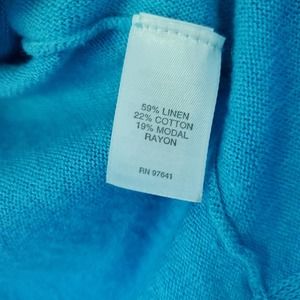 59% LINEN
22% COTTON
19% MODAL
RAYON
RN 97641